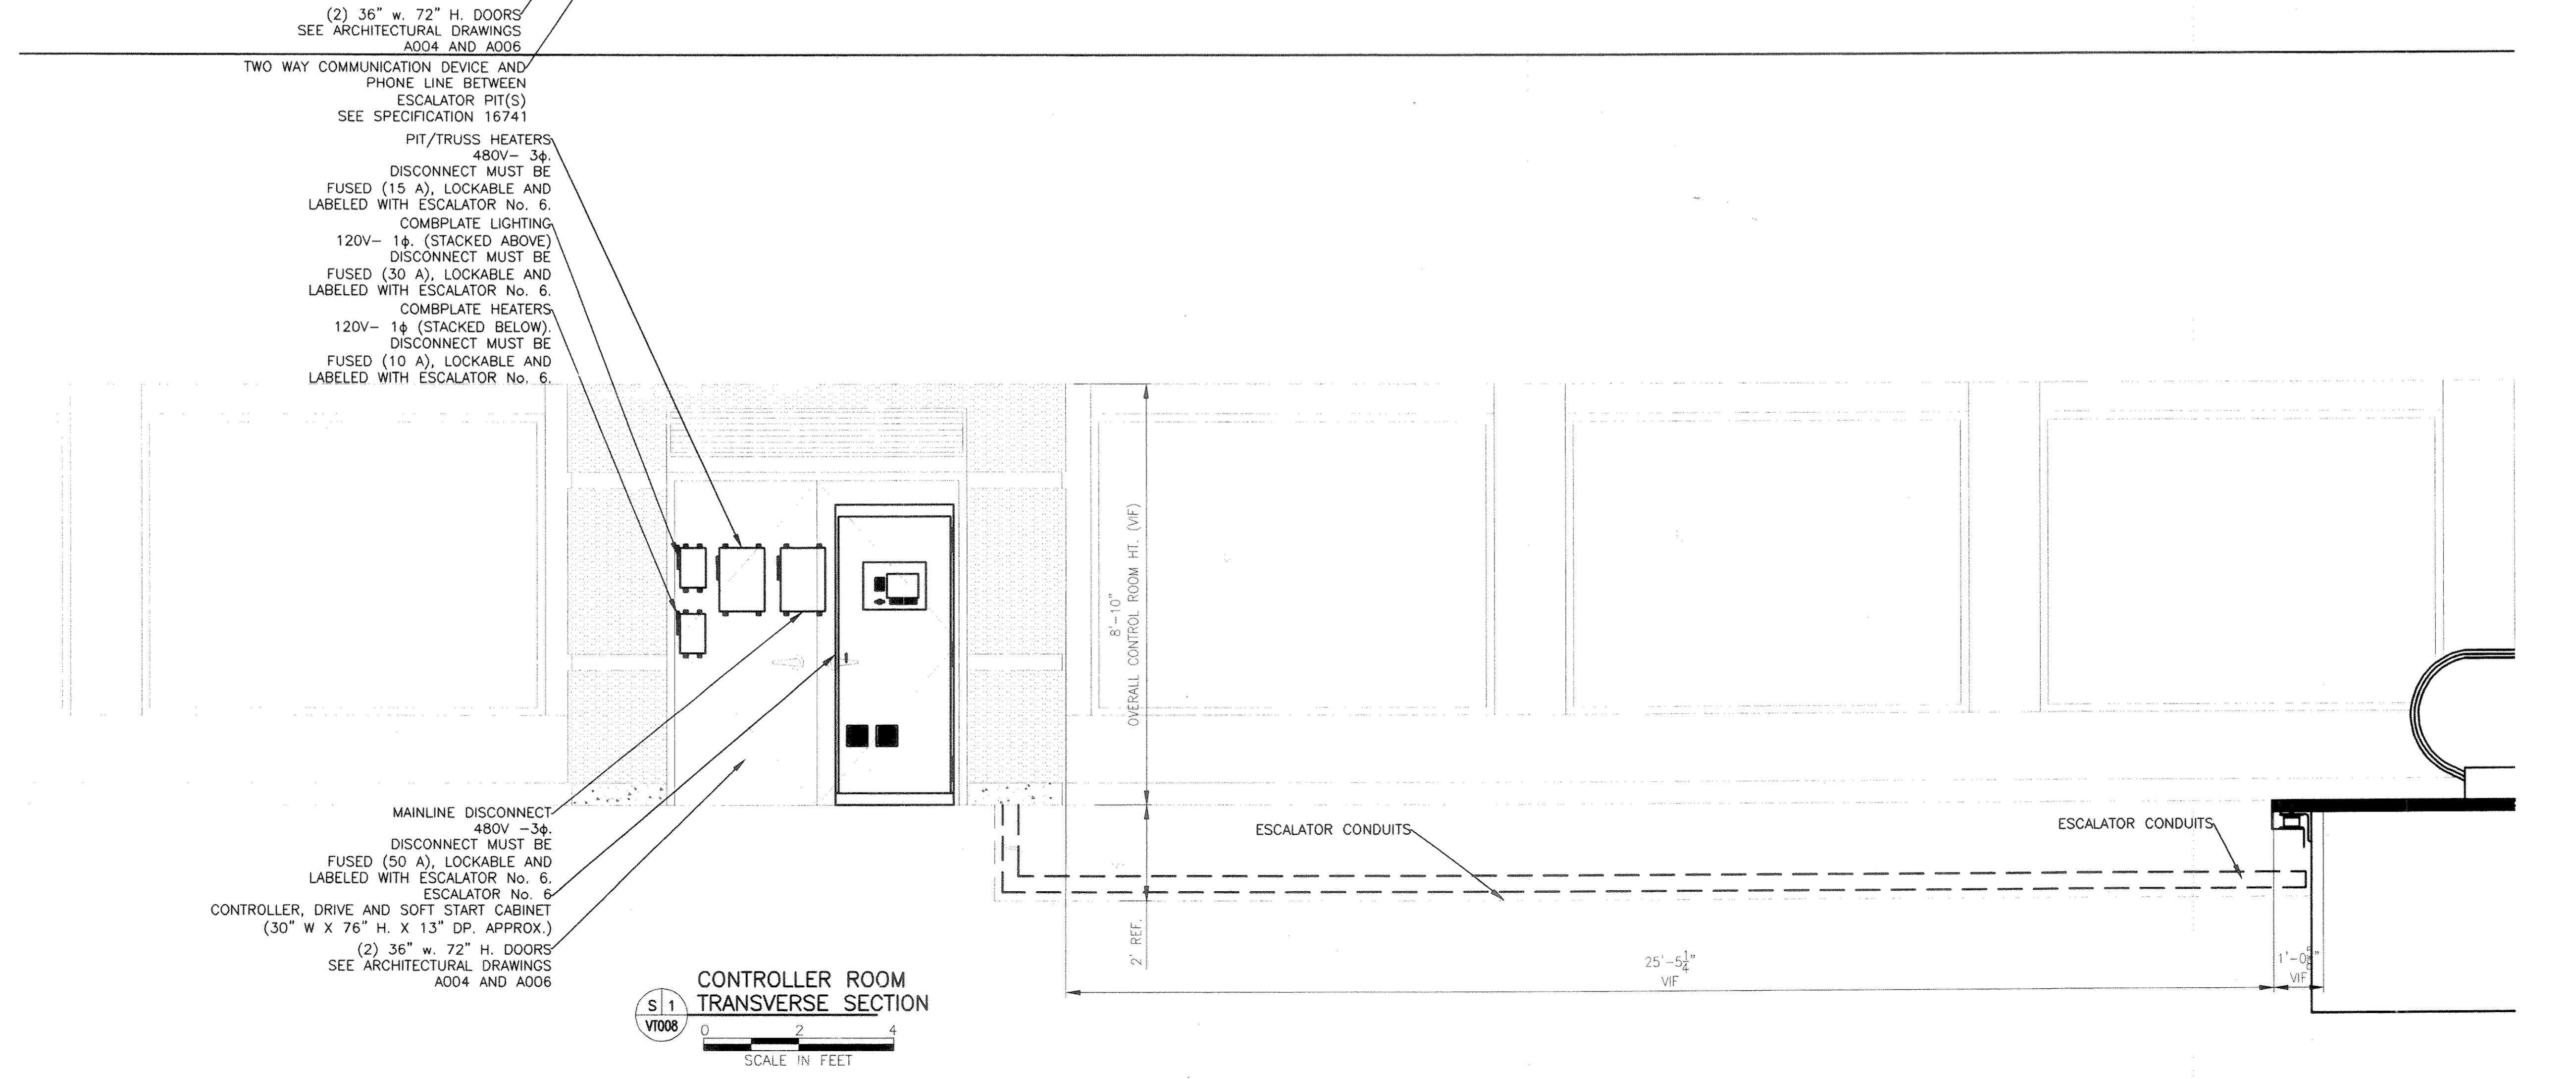 (2) 36" w. 72" H. DOORS
SEE ARCHITECTURAL DRAWINGS
A004 AND A006
TWO WAY COMMUNICATION DEVICE AND
PHONE LINE BETWEEN
ESCALATOR PIT(S)
SEE SPECIFICATION 16741
PIT/TRUSS HEATERS
480V- 3ϕ.
DISCONNECT MUST BE
FUSED (15 A), LOCKABLE AND
LABELED WITH ESCALATOR No. 6.
COMBPLATE LIGHTING
120V- 1ϕ. (STACKED ABOVE)
DISCONNECT MUST BE
FUSED (30 A), LOCKABLE AND
LABELED WITH ESCALATOR No. 6.
COMBPLATE HEATERS
120V- 1ϕ (STACKED BELOW).
DISCONNECT MUST BE
FUSED (10 A), LOCKABLE AND
LABELED WITH ESCALATOR No. 6.
8'-10"
OVERALL CONTROL ROOM HT. (VIF)
MAINLINE DISCONNECT
480V -3ϕ.
DISCONNECT MUST BE
FUSED (50 A), LOCKABLE AND
LABELED WITH ESCALATOR No. 6.
ESCALATOR No. 6
CONTROLLER, DRIVE AND SOFT START CABINET
(30" W X 76" H. X 13" DP. APPROX.)
(2) 36" w. 72" H. DOORS
SEE ARCHITECTURAL DRAWINGS
A004 AND A006
ESCALATOR CONDUITS
ESCALATOR CONDUITS
2' REF.
25'-5¼"
VIF
VIF
CONTROLLER ROOM
TRANSVERSE SECTION
S 1
VT008
0 2 4
SCALE IN FEET